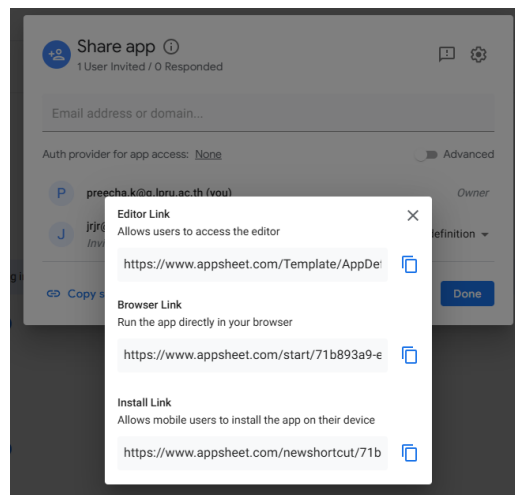 Share app
1 User Invited / 0 Responded
Email address or domain...
Auth provider for app access: None
Advanced
P
preecha.k@g.lpru.ac.th (you)
Owner
J
jrjr@
definition
Copy
Done
Editor Link
Allows users to access the editor
https://www.appsheet.com/Template/AppDef
Browser Link
Run the app directly in your browser
https://www.appsheet.com/start/71b893a9-e
Install Link
Allows mobile users to install the app on their device
https://www.appsheet.com/newshortcut/71b